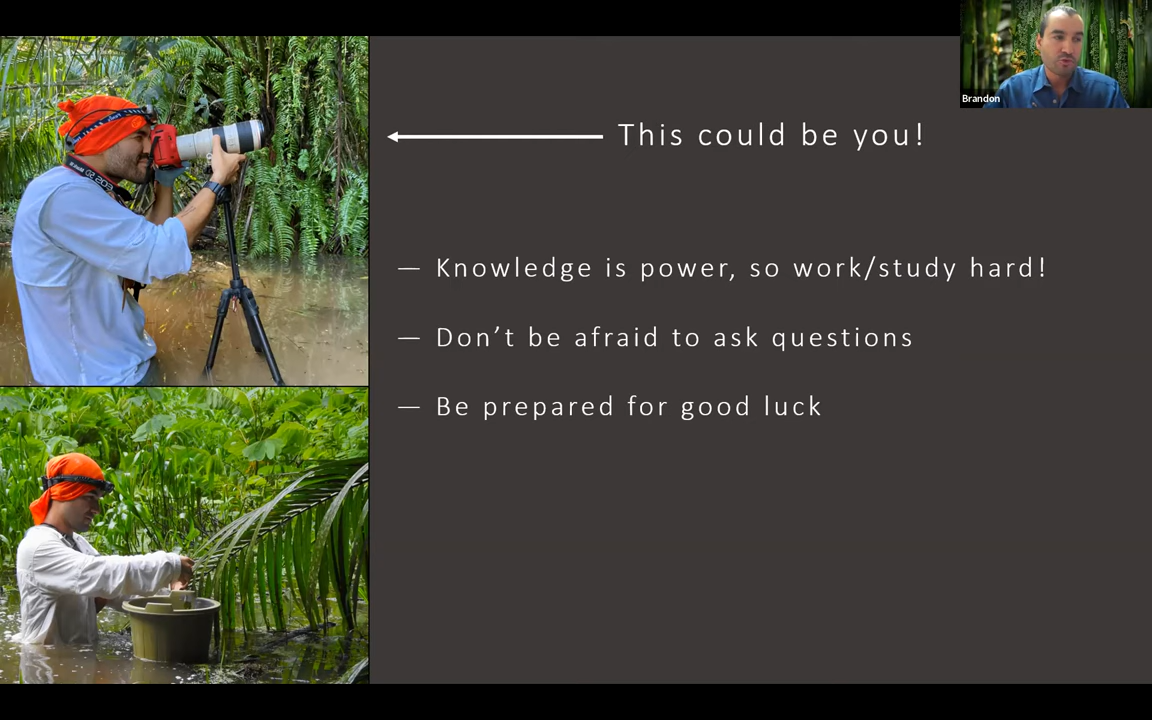 Brandon
This could be you!
— Knowledge is power, so work/study hard!
— Don’t be afraid to ask questions
— Be prepared for good luck